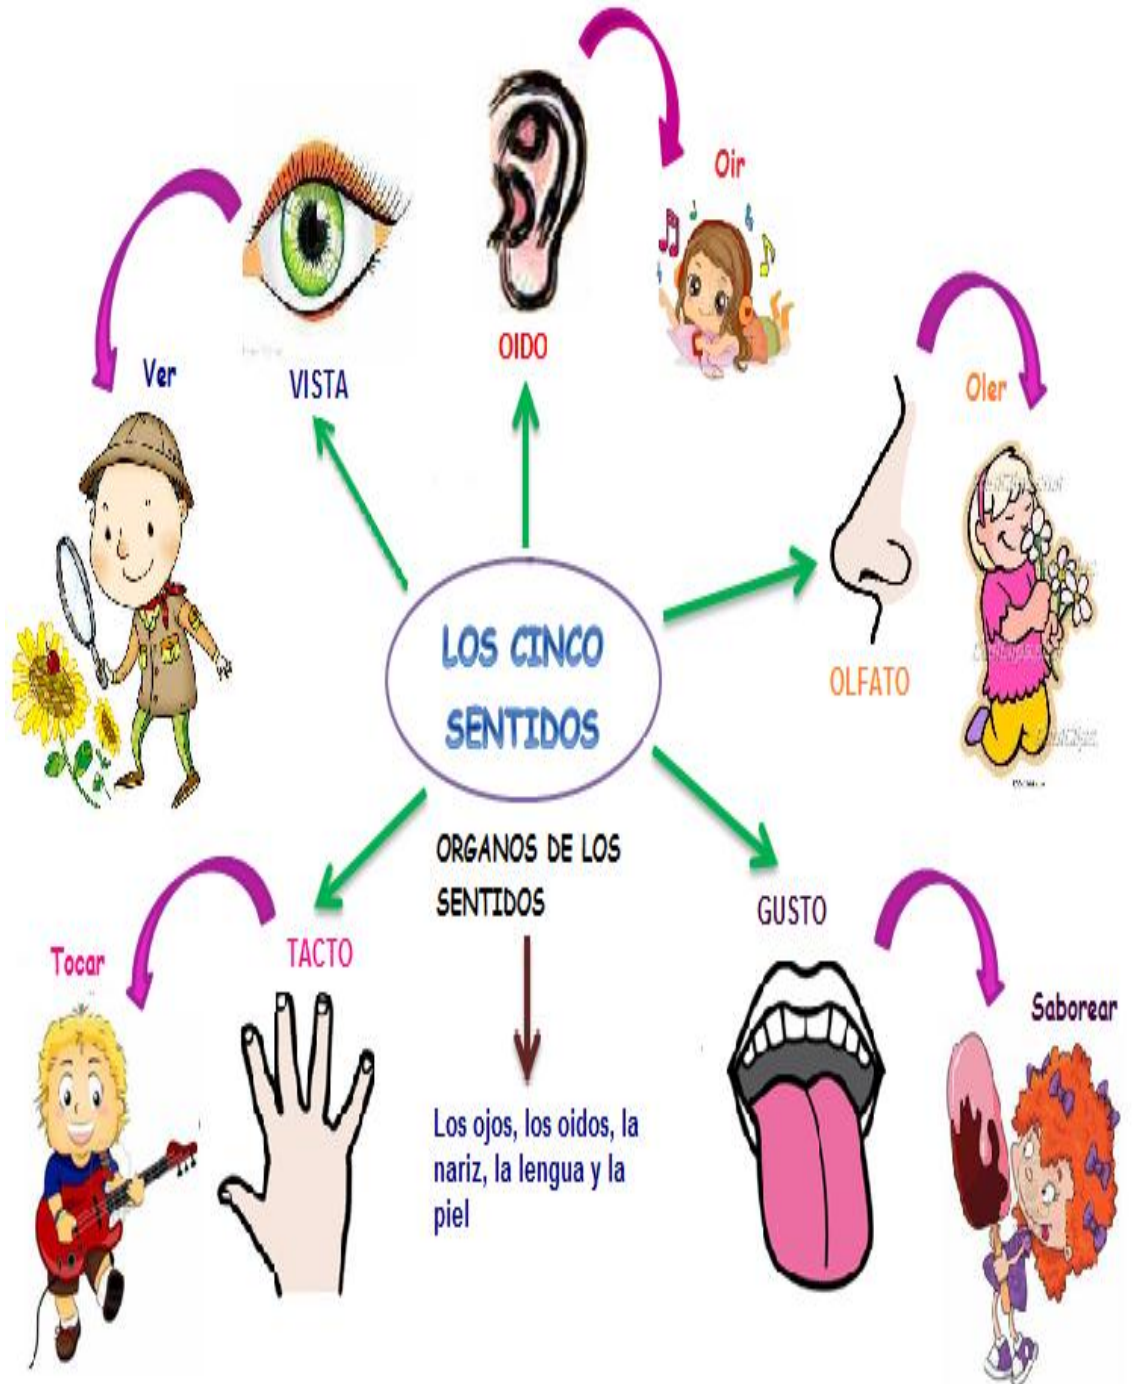 Oir
OIDO
Ver
VISTA
Oler
OLFATO
LOS CINCO
SENTIDOS
ORGANOS DE LOS
SENTIDOS
GUSTO
Tocar
TACTO
Saborear
Los ojos, los oidos, la
nariz, la lengua y la
piel